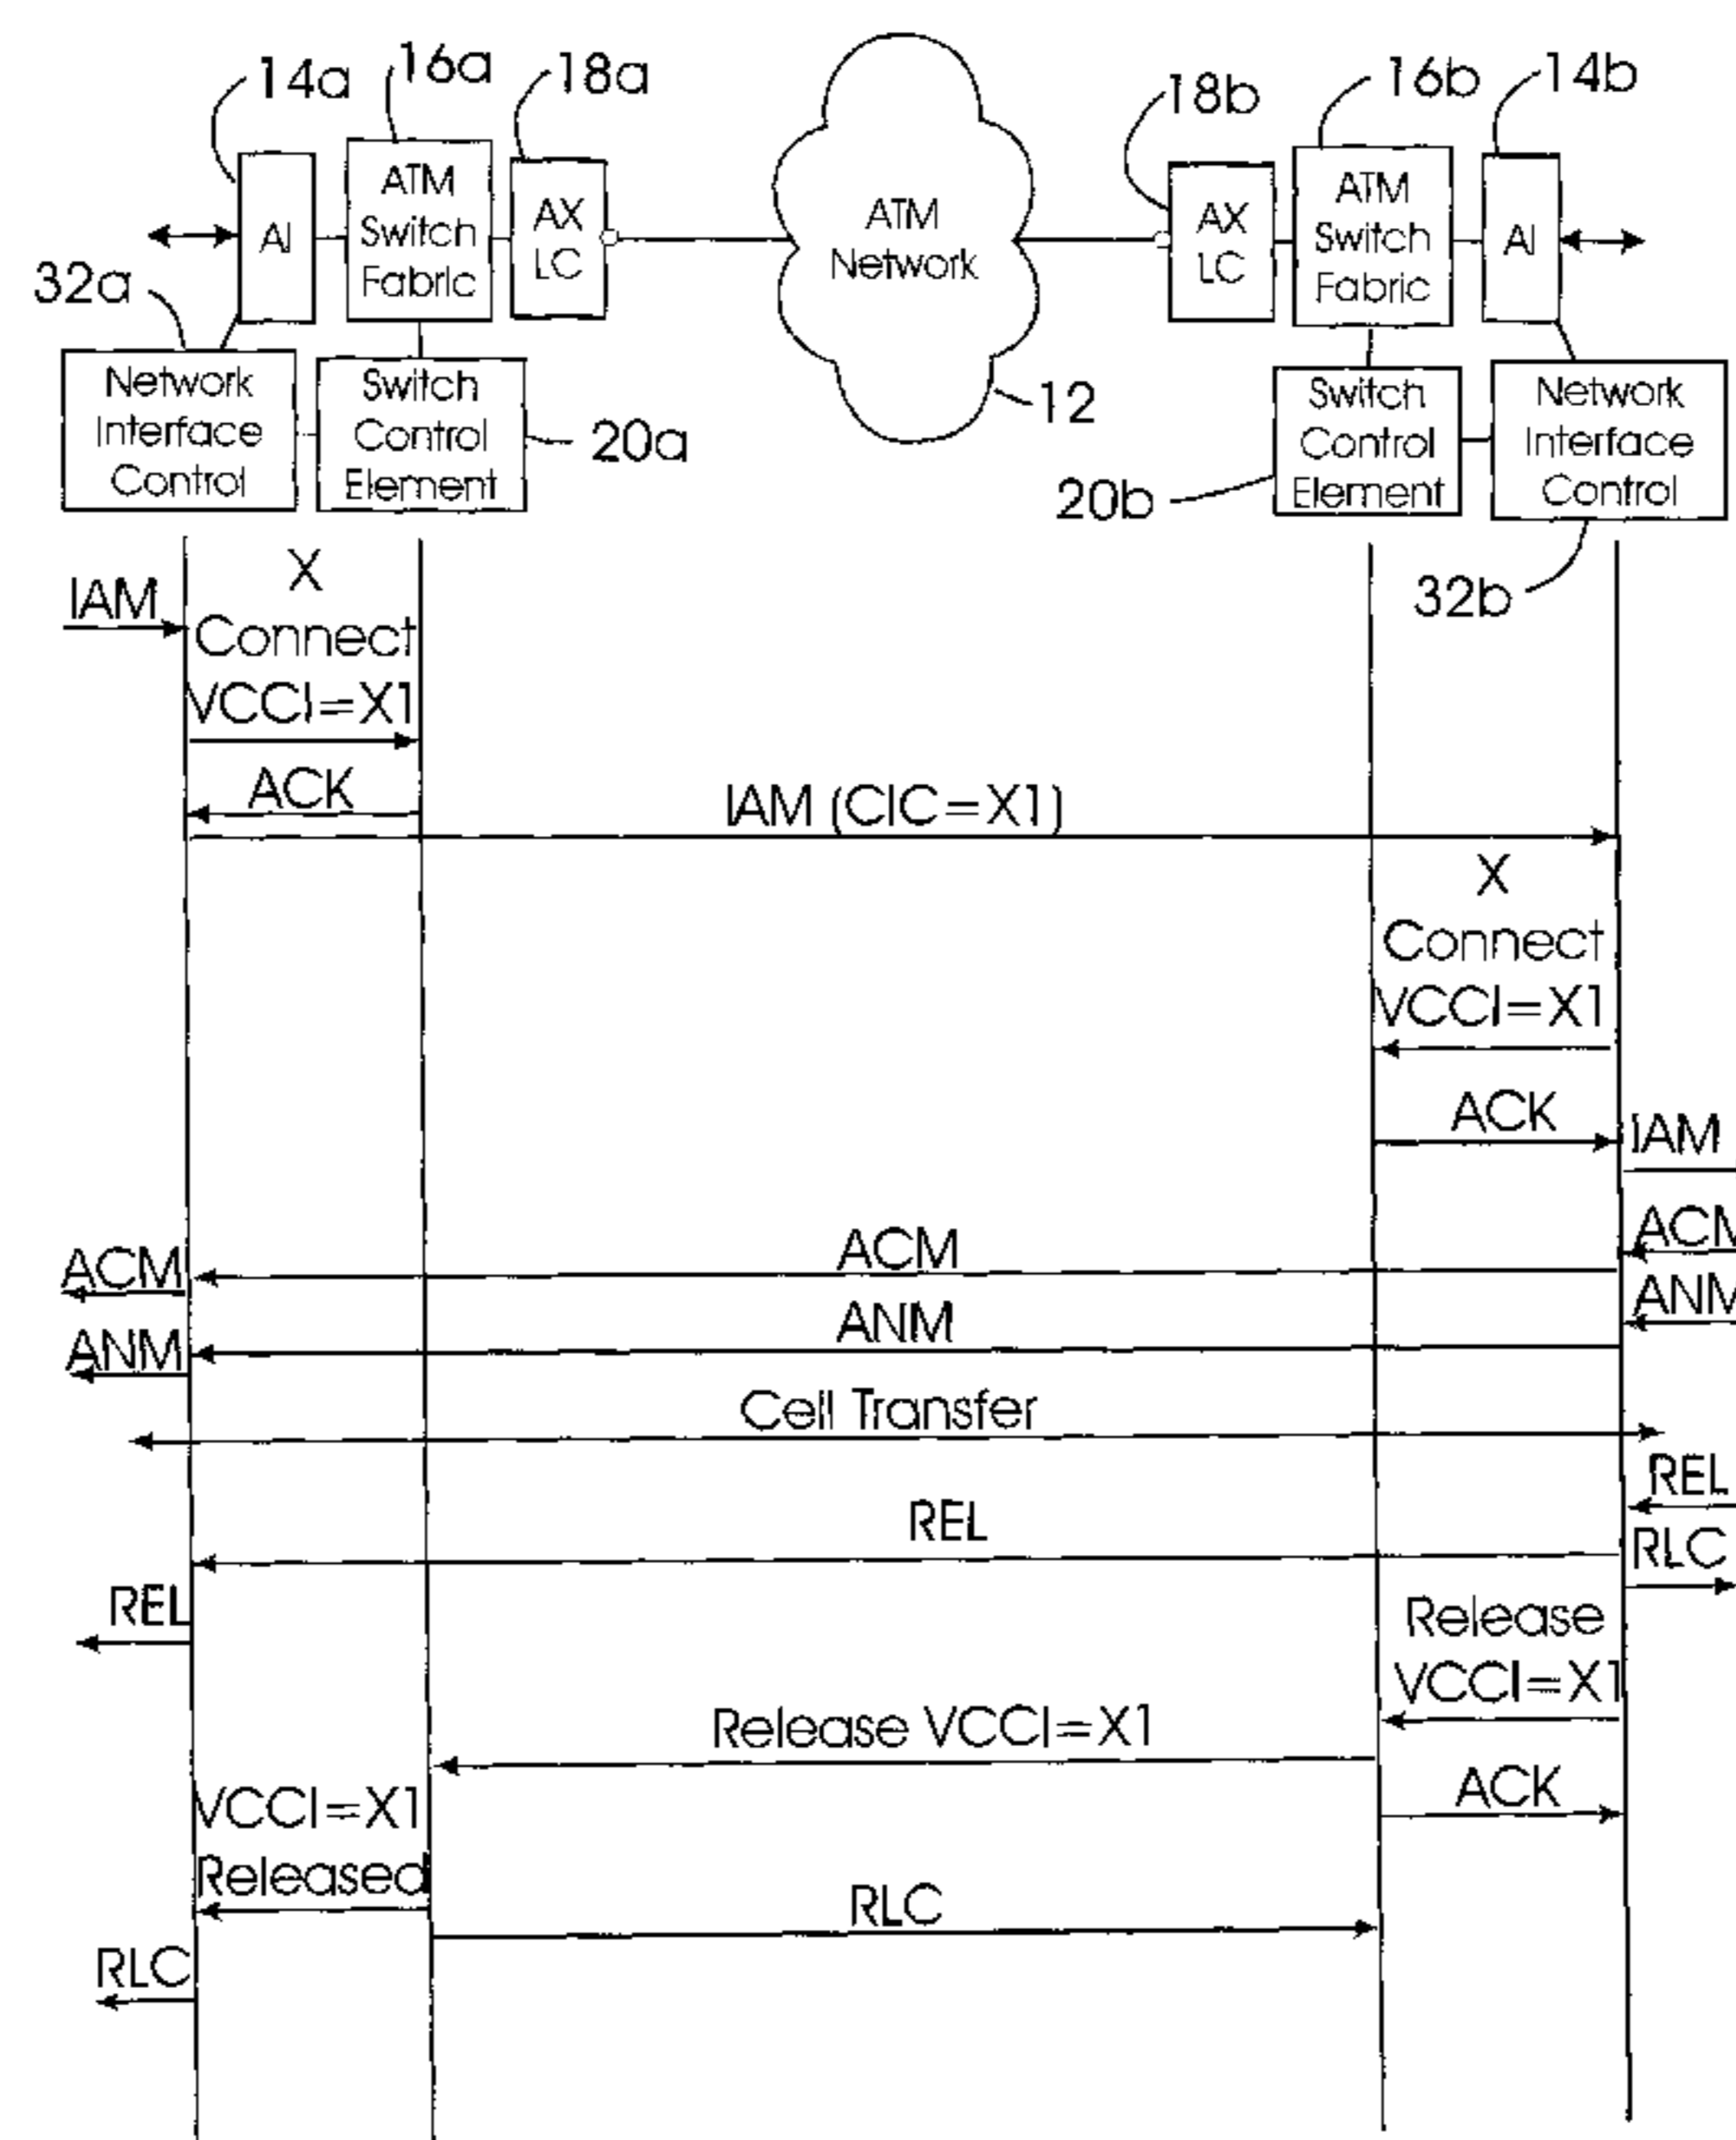 14a
16a
18a
18b
16b
14b
AI
ATM
Switch
Fabric
AX
LC
ATM
Network
AX
LC
ATM
Switch
Fabric
AI
32a
Network
Interface
Control
Switch
Control
Element
20a
12
20b
Switch
Control
Element
Network
Interface
Control
32b
IAM
X
Connect
VCCI=X1
ACK
IAM (CIC=X1)
X
Connect
VCCI=X1
ACK
IAM
ACM
ACM
ACM
ANM
ANM
ANM
Cell Transfer
REL
REL
RLC
REL
Release
VCCI=X1
Release VCCI=X1
ACK
VCCI=X1
Released
RLC
RLC